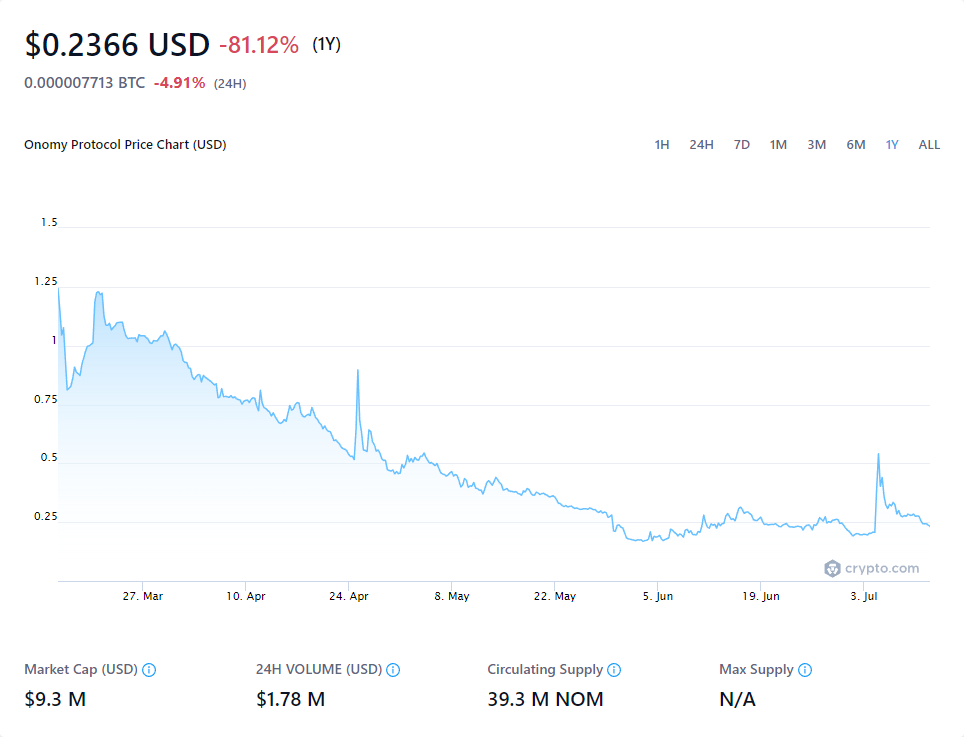 $0.2366 USD -81.12% (1Y)
0.000007713 BTC -4.91% (24H)
Onomy Protocol Price Chart (USD) 1H 24H 7D 1M 3M 6M 1Y ALL
1.5
1.25
1
0.75
0.5
0.25
crypto.com
27. Mar 10. Apr 24. Apr 8. May 22. May 5. Jun 19. Jun 3. Jul
Market Cap (USD) 24H VOLUME (USD) Circulating Supply Max Supply
$9.3 M $1.78 M 39.3 M NOM N/A